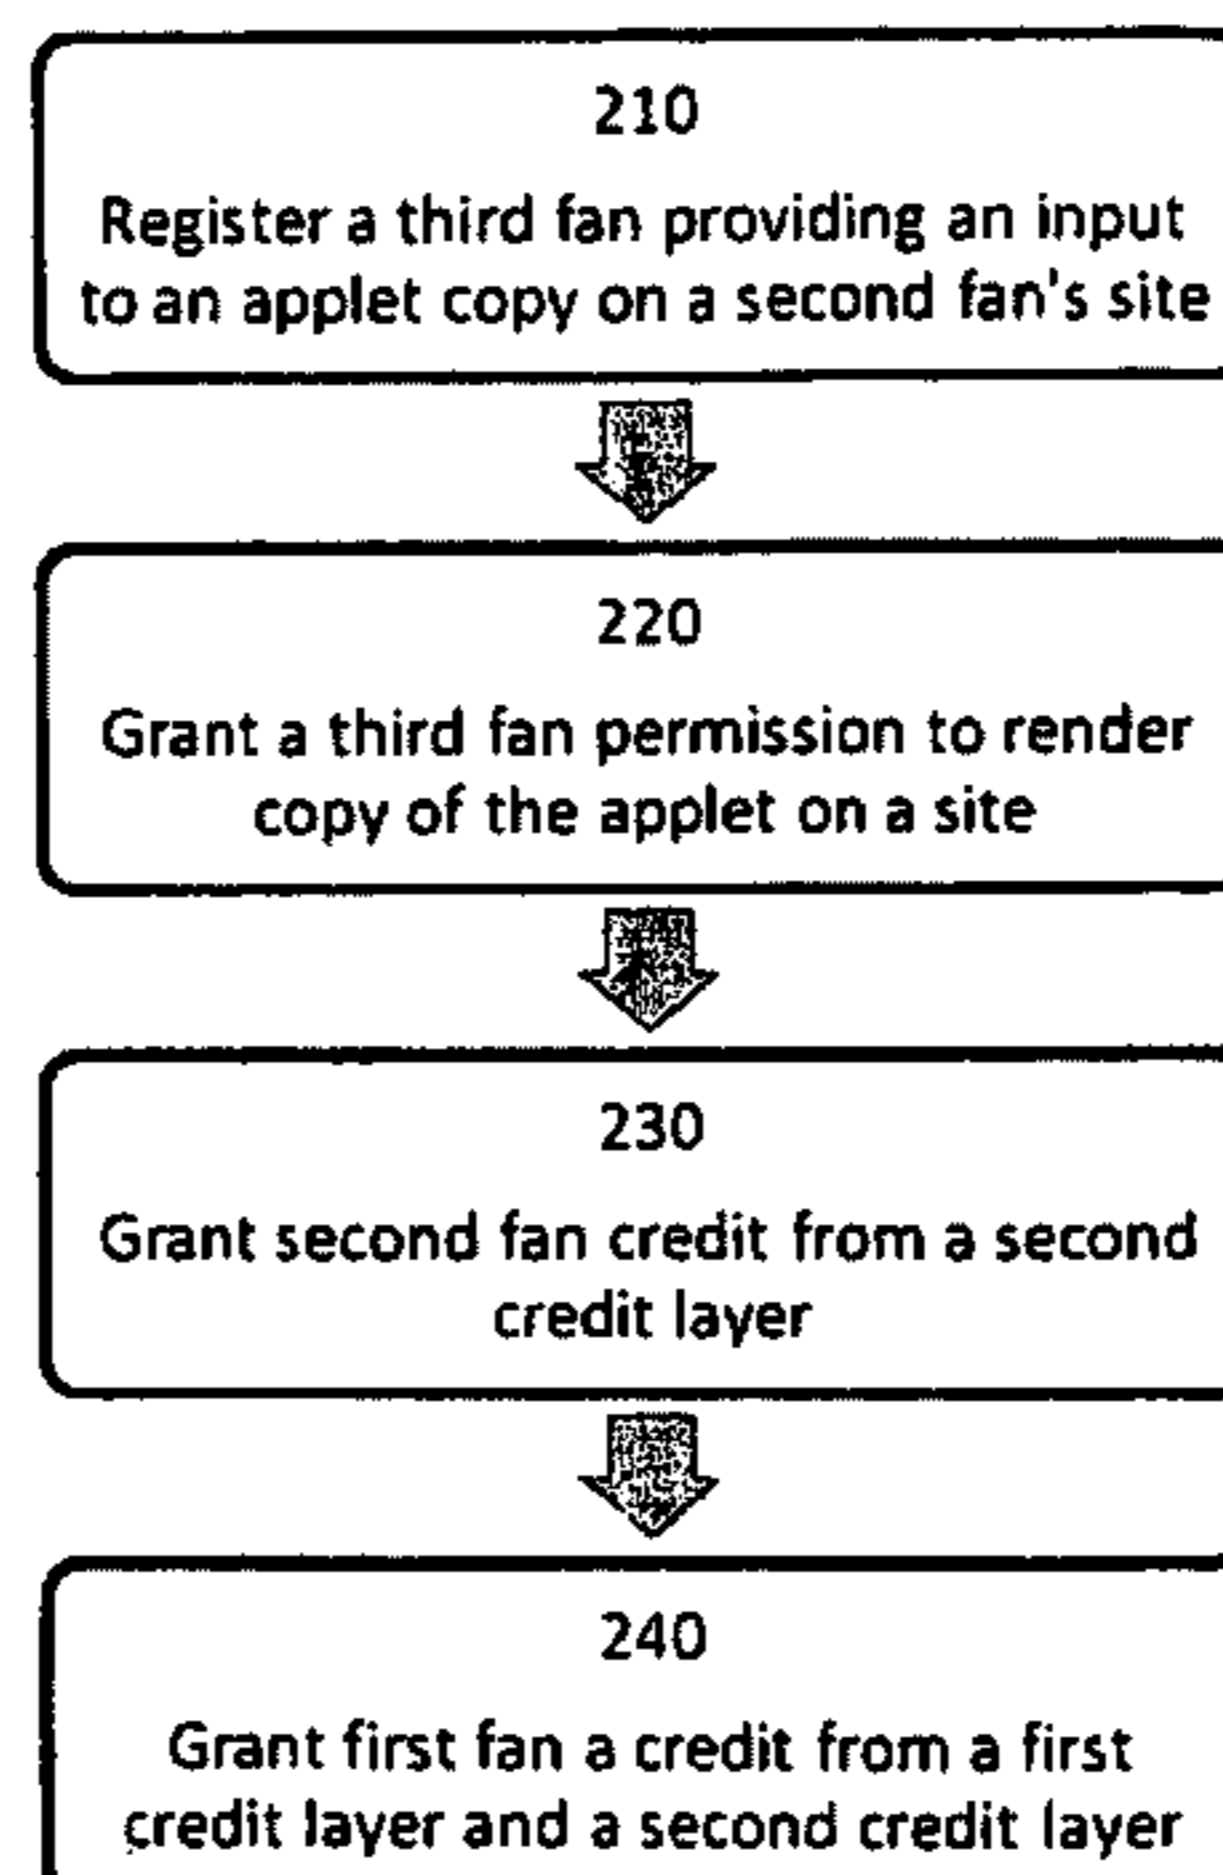 210
Register a third fan providing an input
to an applet copy on a second fan's site
220
Grant a third fan permission to render
copy of the applet on a site
230
Grant second fan credit from a second
credit layer
240
Grant first fan a credit from a first
credit layer and a second credit layer